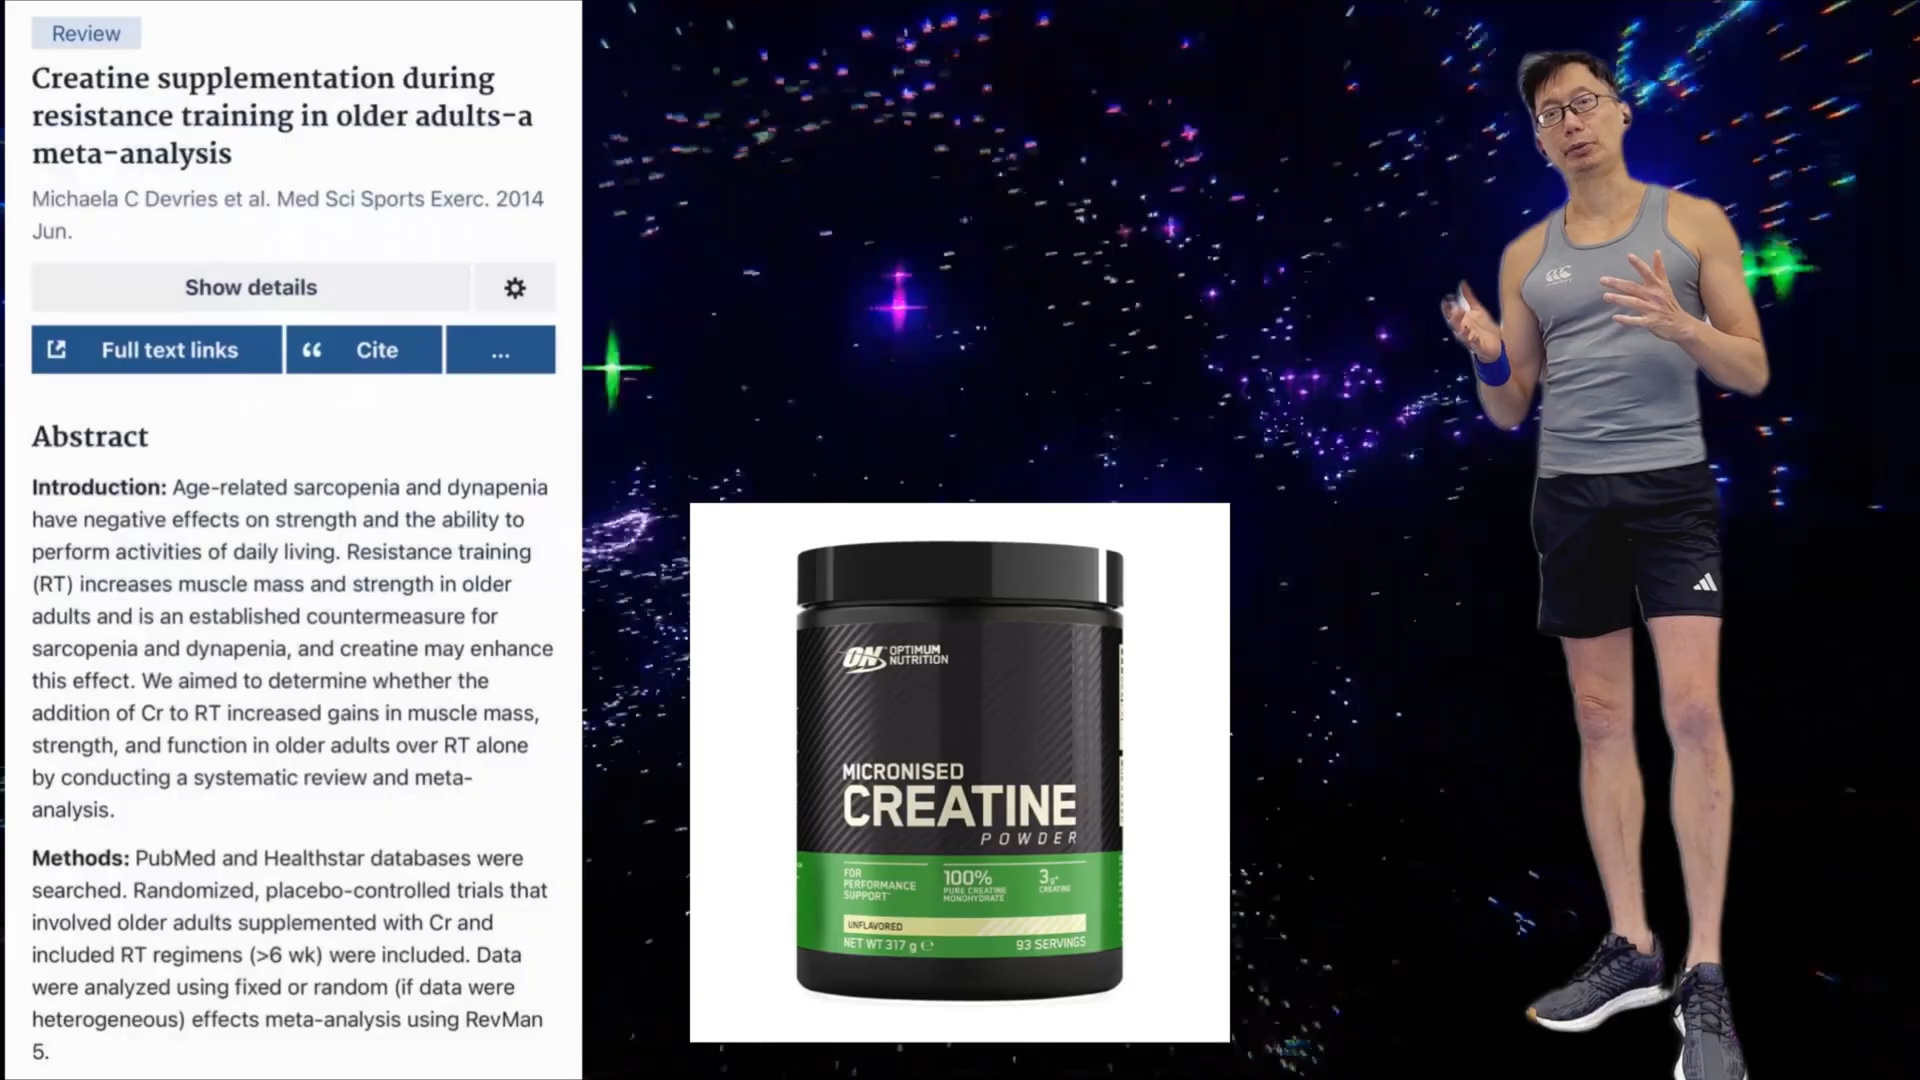 Review
Creatine supplementation during
resistance training in older adults-a
meta-analysis
Michaela C Devries et al. Med Sci Sports Exerc. 2014
Jun.
Show details
Full text links
Cite
...
Abstract
Introduction: Age-related sarcopenia and dynapenia
have negative effects on strength and the ability to
perform activities of daily living. Resistance training
(RT) increases muscle mass and strength in older
adults and is an established countermeasure for
sarcopenia and dynapenia, and creatine may enhance
this effect. We aimed to determine whether the
addition of Cr to RT increased gains in muscle mass,
strength, and function in older adults over RT alone
by conducting a systematic review and meta-
analysis.
Methods: PubMed and Healthstar databases were
searched. Randomized, placebo-controlled trials that
involved older adults supplemented with Cr and
included RT regimens (>6 wk) were included. Data
were analyzed using fixed or random (if data were
heterogeneous) effects meta-analysis using RevMan
5.
ON OPTIMUM
NUTRITION
MICRONISED
CREATINE
POWDER
FOR
PERFORMANCE
SUPPORT*
100%
PURE CREATINE
MONOHYDRATE
3g*
CREATINE
UNFLAVORED
NET WT 317 g ℮
93 SERVINGS